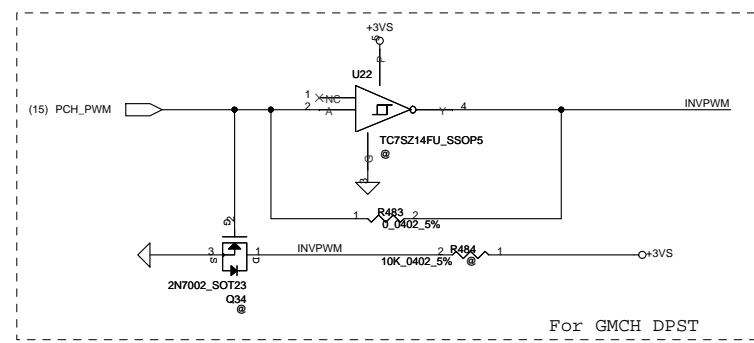 +3VS
5
P
U22
1
NC
(15) PCH_PWM
2
A
Y
4
INVPWM
TC7SZ14FU_SSOP5
@
G
3
R483
1
2
0_0402_5%
2
G
3
S
1
D
INVPWM
2
R484
1
+3VS
10K_0402_5%
@
2N7002_SOT23
Q34
@
For GMCH DPST